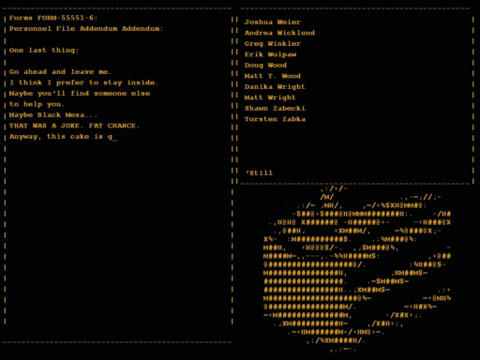 Forms FORM-55551-6:
Personnel File Addendum Addendum:
One last thing:
Go ahead and leave me.
I think I prefer to stay inside.
Maybe you'll find someone else
to help you.
Maybe Black Mesa...
THAT WAS A JOKE. FAT CHANCE.
Anyway, this cake is g_
Joshua Weier
Andrea Wicklund
Greg Winkler
Erik Wolpaw
Doug Wood
Matt T. Wood
Danika Wright
Matt Wright
Shawn Zabecki
Torsten Zabka
'Still